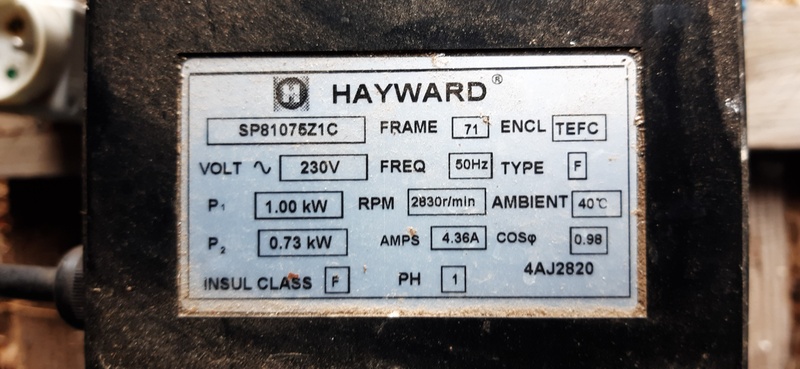 H HAYWARD®
SP81075Z1C FRAME 71 ENCL TEFC
VOLT ∿ 230V FREQ 50Hz TYPE F
P₁ 1.00 kW RPM 2830r/min AMBIENT 40℃
P₂ 0.73 kW AMPS 4.36A COSφ 0.98
INSUL CLASS F PH 1 4AJ2820